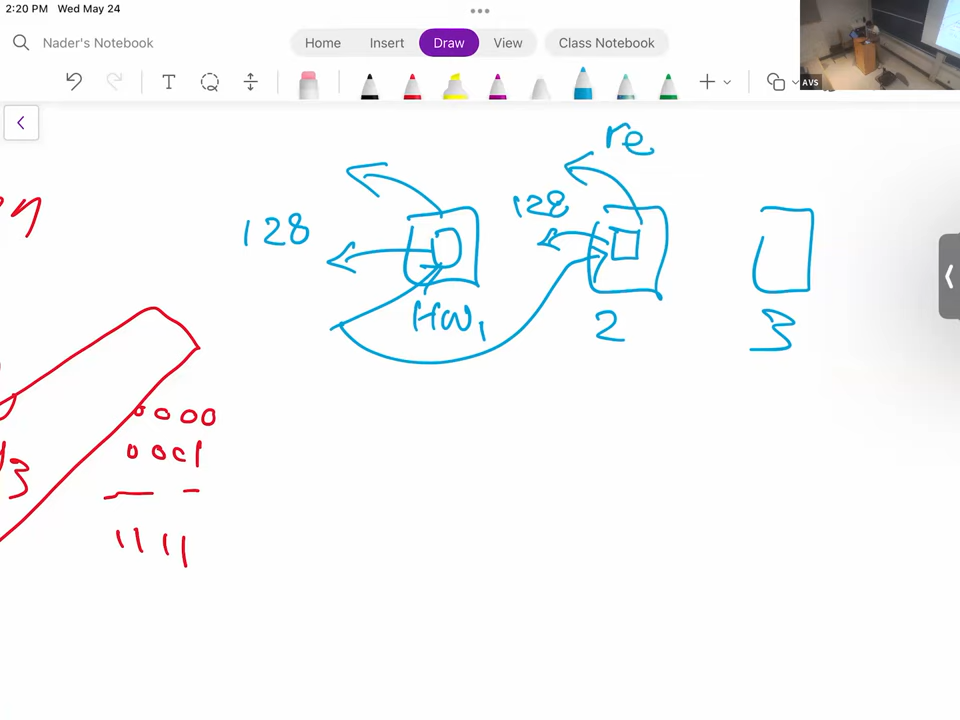 2:20 PM Wed May 24
Nader's Notebook
Home Insert Draw View Class Notebook
T
AVS
re
128
128
HW1
2
3
0000
0001
1111
3